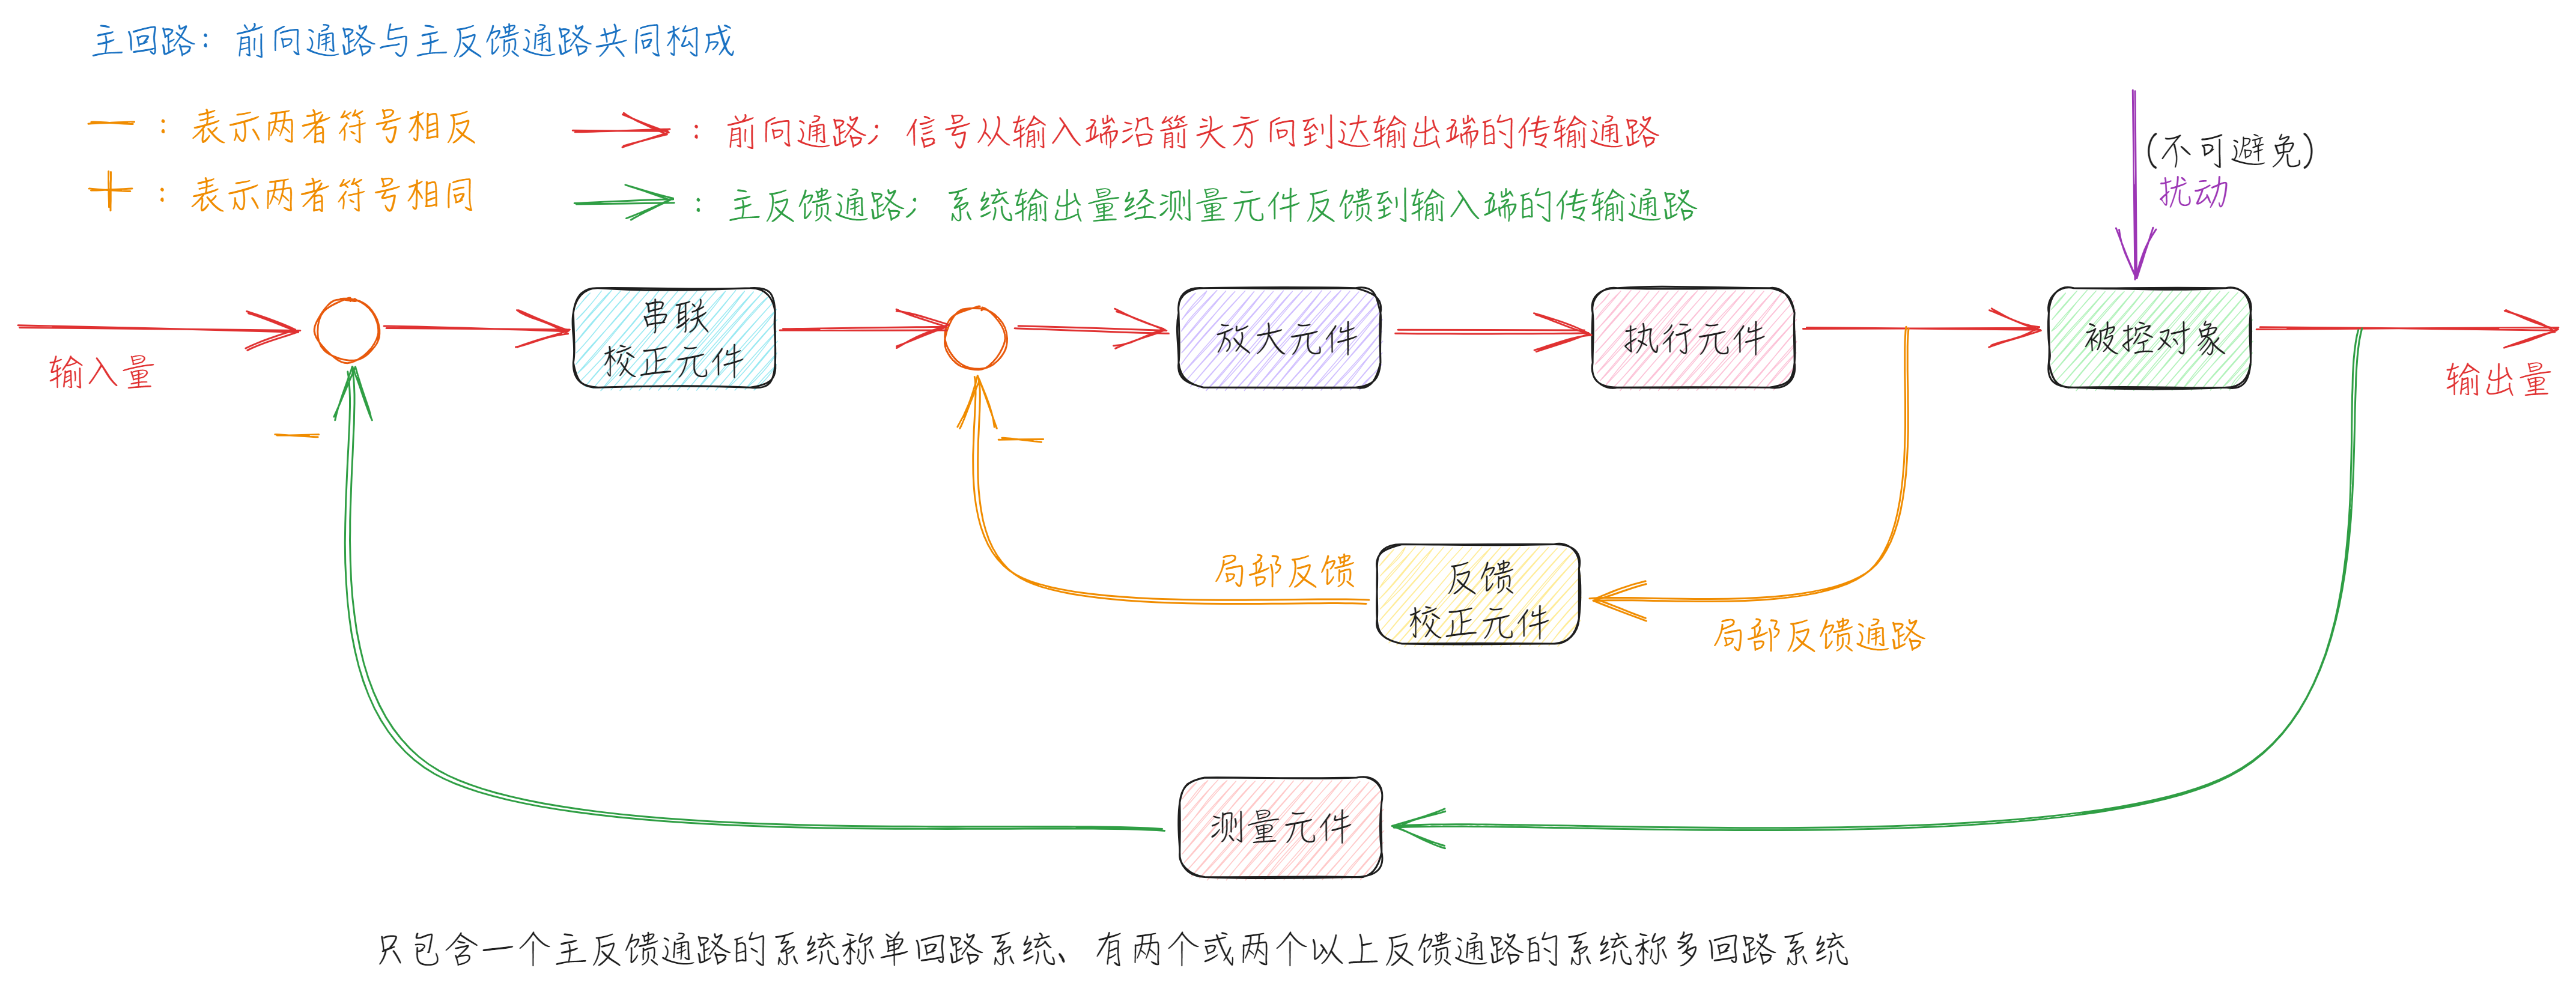 主回路：前向通路与主反馈通路共同构成
— ：表示两者符号相反
：前向通路；信号从输入端沿箭头方向到达输出端的传输通路
+ ：表示两者符号相同
：主反馈通路；系统输出量经测量元件反馈到输入端的传输通路
(不可避免)
扰动
输入量
串联
校正元件
放大元件
执行元件
被控对象
输出量
—
—
局部反馈
反馈
校正元件
局部反馈通路
测量元件
只包含一个主反馈通路的系统称单回路系统、有两个或两个以上反馈通路的系统称多回路系统